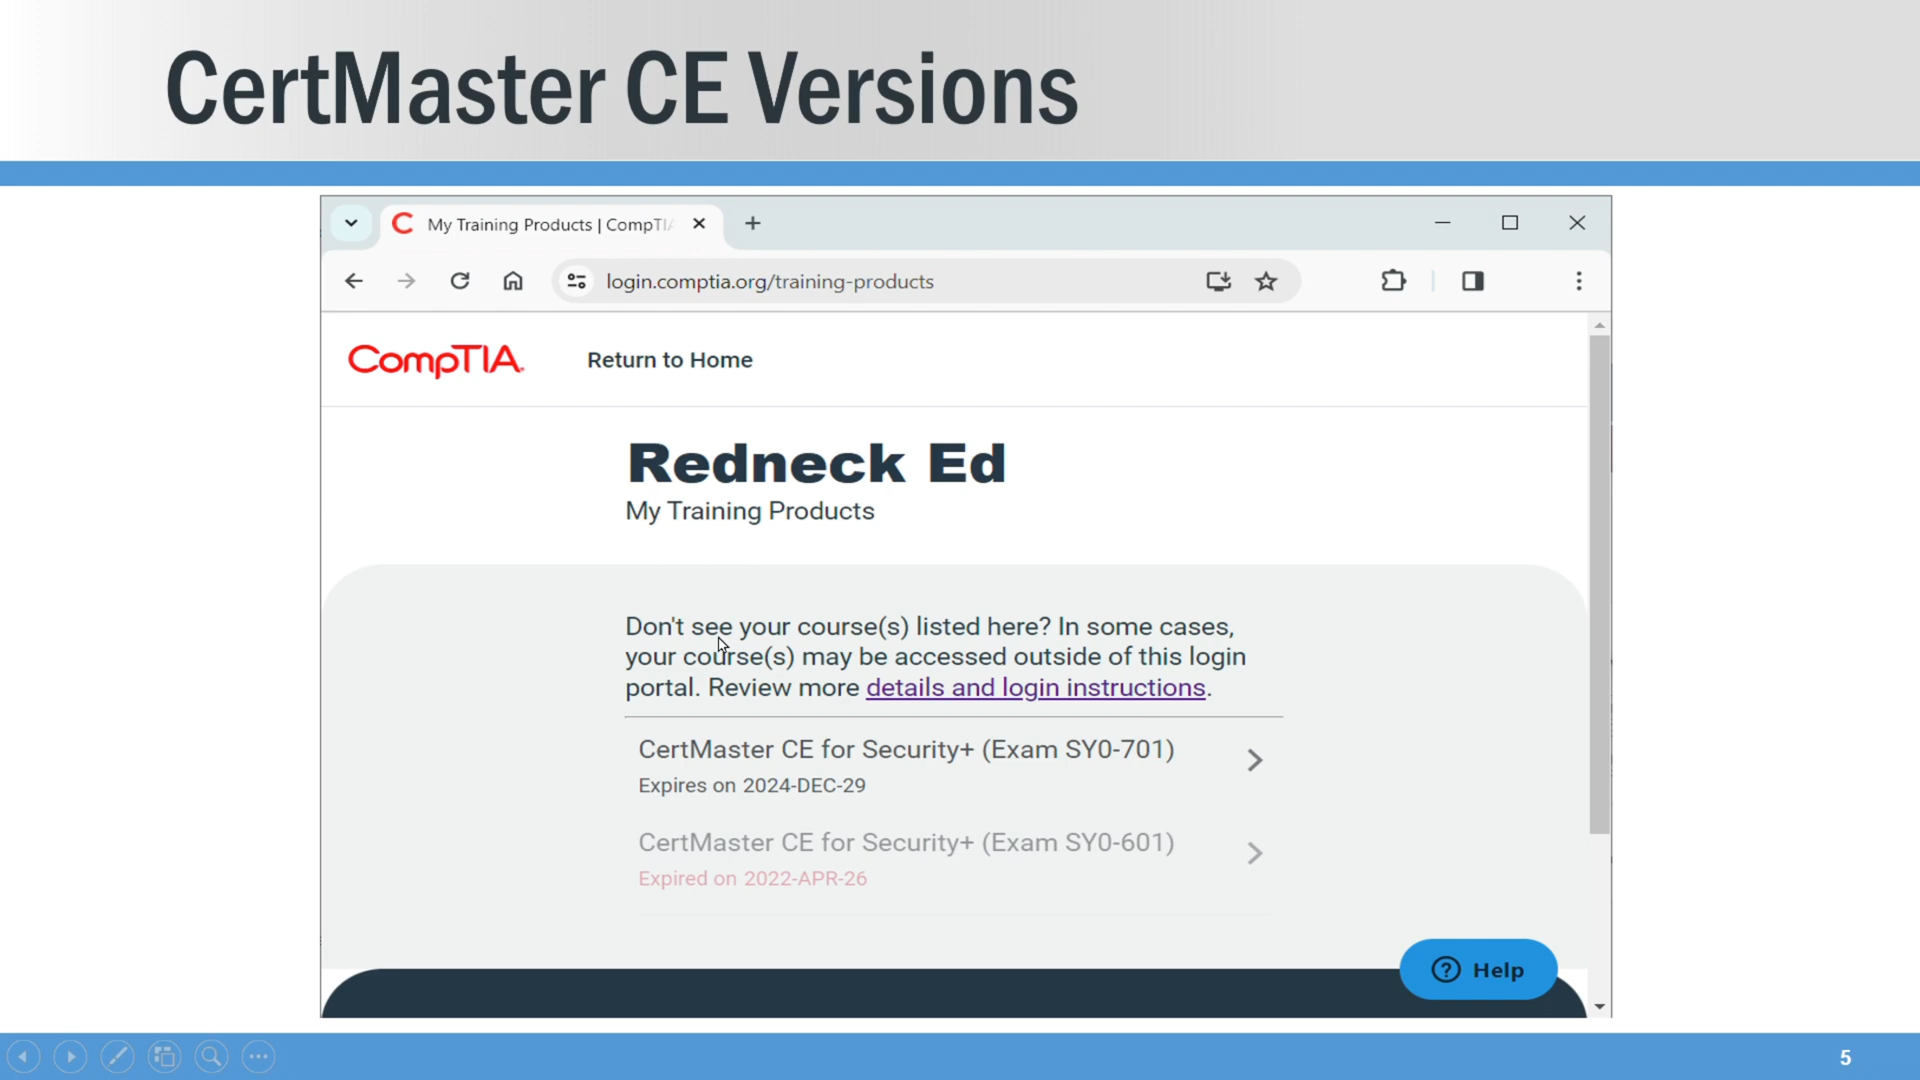 CertMaster CE Versions
My Training Products | CompTIA
login.comptia.org/training-products
CompTIA.
Return to Home
Redneck Ed
My Training Products
Don't see your course(s) listed here? In some cases,
your course(s) may be accessed outside of this login
portal. Review more details and login instructions.
CertMaster CE for Security+ (Exam SY0-701)
Expires on 2024-DEC-29
CertMaster CE for Security+ (Exam SY0-601)
Expired on 2022-APR-26
? Help
5